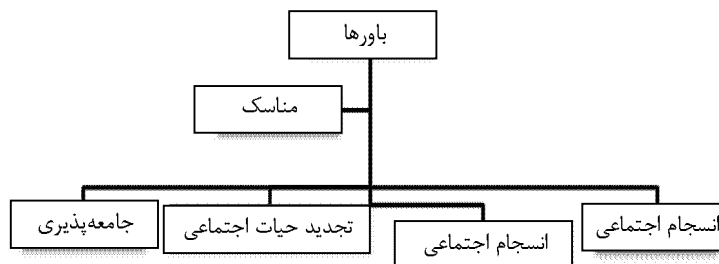 باورها
مناسک
انسجام اجتماعی
انسجام اجتماعی
تجدید حیات اجتماعی
جامعه‌پذیری